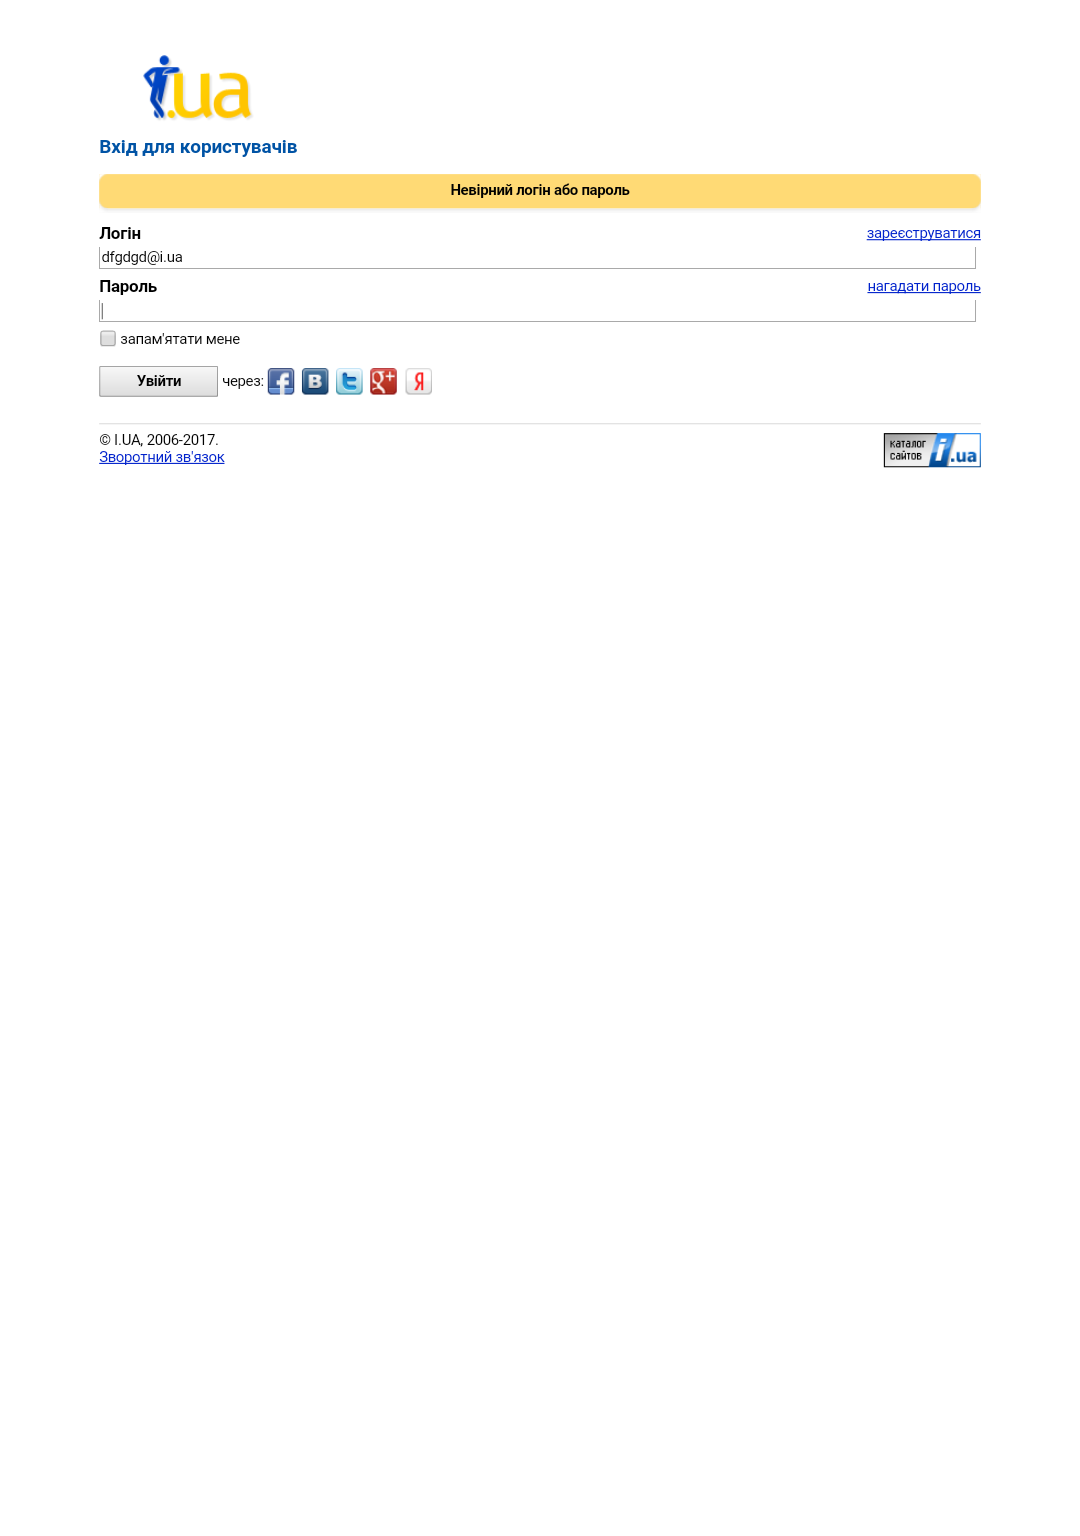 i.ua
Вхід для користувачів
Невірний логін або пароль
Логін зареєструватися
dfgdgd@i.ua
Пароль нагадати пароль
запам'ятати мене
Увійти через: f B t g+ Я
© I.UA, 2006-2017.
Зворотний зв'язок
каталог
сайтов i.ua